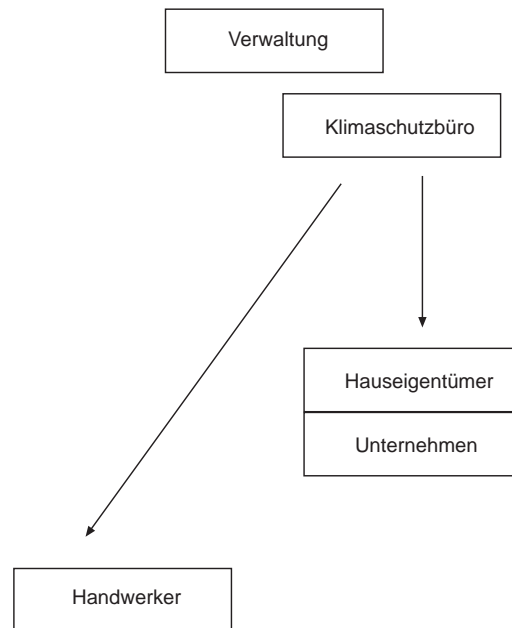 Verwaltung
Klimaschutzbüro
Hauseigentümer
Unternehmen
Handwerker